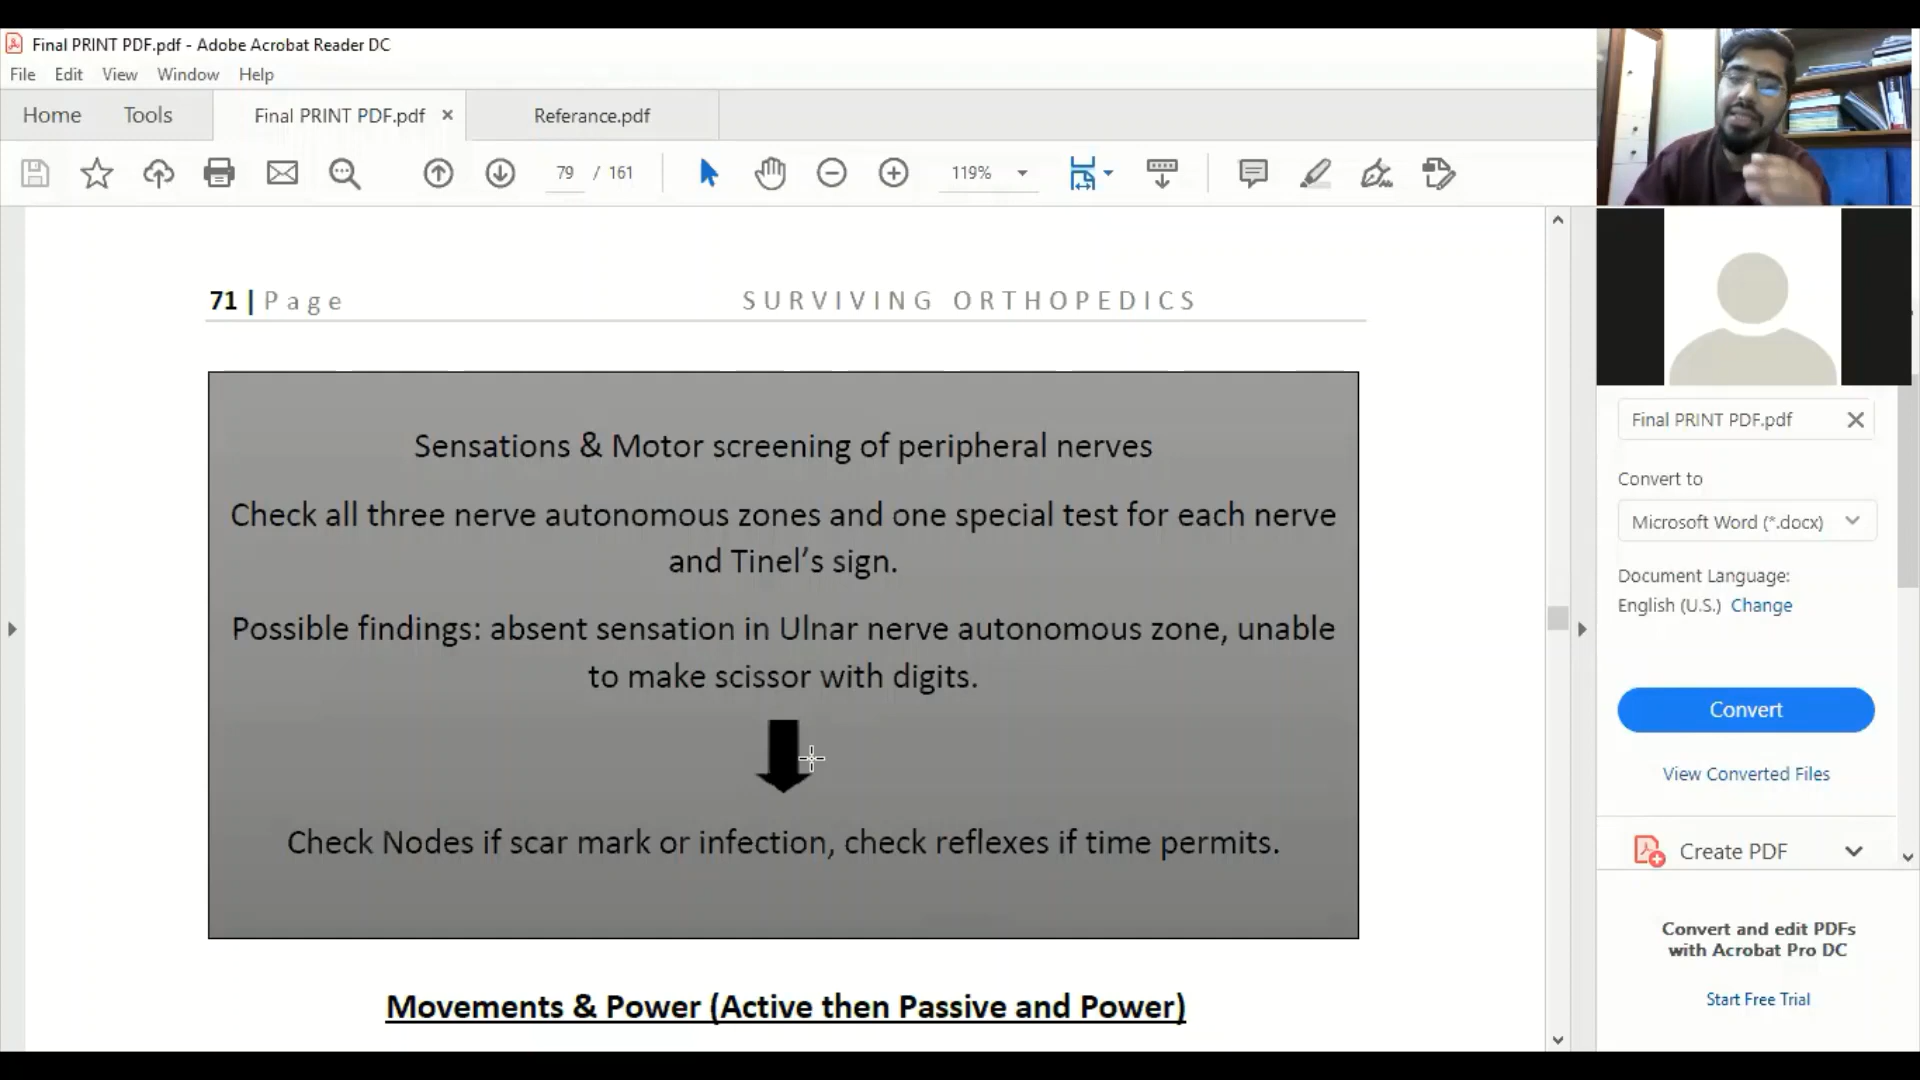 Final PRINT PDF.pdf - Adobe Acrobat Reader DC
File Edit View Window Help
Home Tools Final PRINT PDF.pdf Referance.pdf
79 / 161 119%
71 | Page SURVIVING ORTHOPEDICS
Sensations & Motor screening of peripheral nerves
Check all three nerve autonomous zones and one special test for each nerve
and Tinel’s sign.
Possible findings: absent sensation in Ulnar nerve autonomous zone, unable
to make scissor with digits.
Check Nodes if scar mark or infection, check reflexes if time permits.
Movements & Power (Active then Passive and Power)
Final PRINT PDF.pdf
Convert to
Microsoft Word (*.docx)
Document Language:
English (U.S.) Change
Convert
View Converted Files
Create PDF
Convert and edit PDFs
with Acrobat Pro DC
Start Free Trial